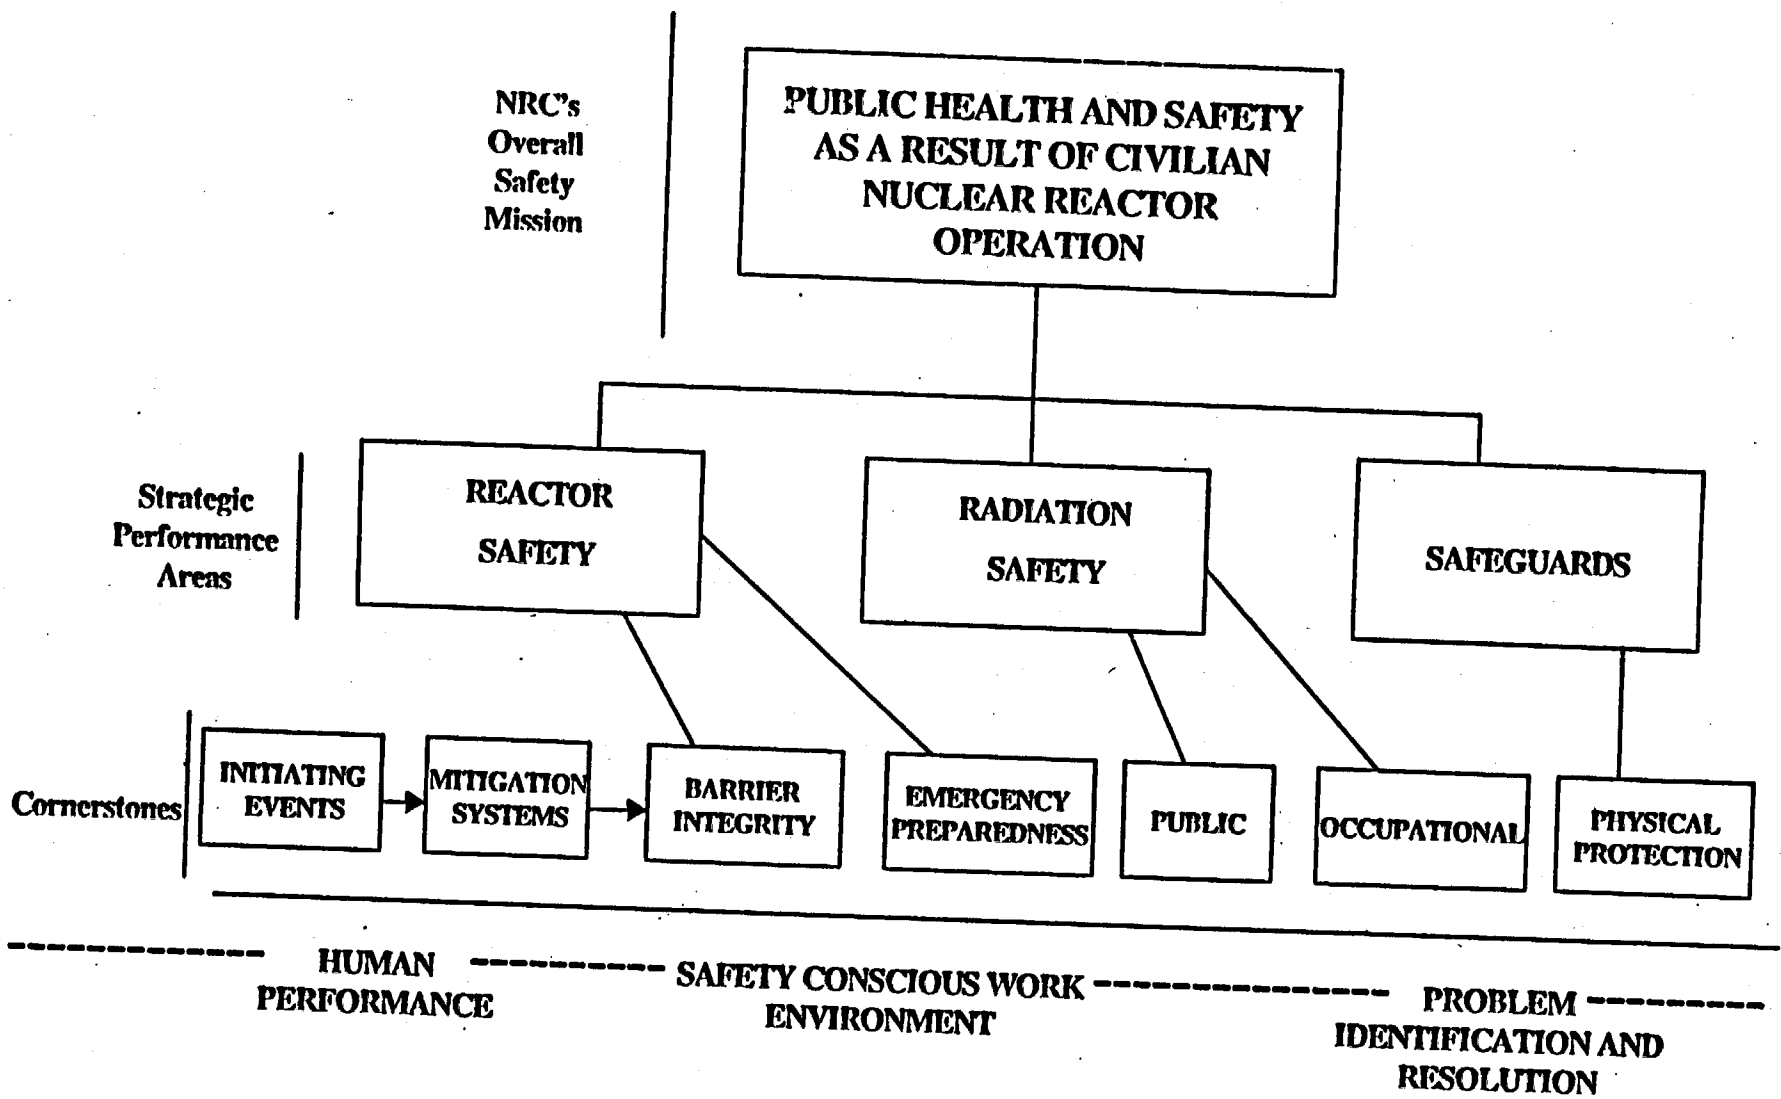 NRC's
Overall
Safety
Mission
PUBLIC HEALTH AND SAFETY
AS A RESULT OF CIVILIAN
NUCLEAR REACTOR
OPERATION
Strategic
Performance
Areas
REACTOR
SAFETY
RADIATION
SAFETY
SAFEGUARDS
Cornerstones
INITIATING
EVENTS
MITIGATION
SYSTEMS
BARRIER
INTEGRITY
EMERGENCY
PREPAREDNESS
PUBLIC
OCCUPATIONAL
PHYSICAL
PROTECTION
HUMAN
PERFORMANCE
SAFETY CONSCIOUS WORK
ENVIRONMENT
PROBLEM
IDENTIFICATION AND
RESOLUTION